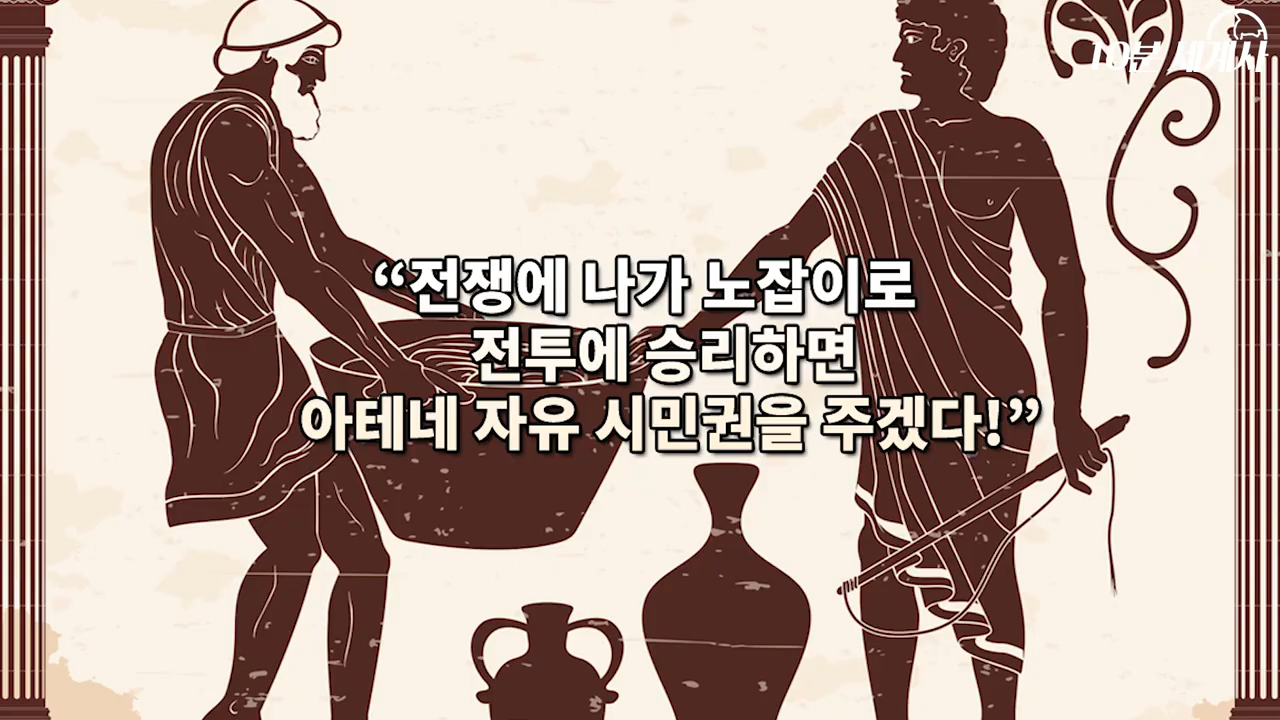 10분 세계사
“전쟁에 나가 노잡이로
전투에 승리하면
아테네 자유 시민권을 주겠다!”